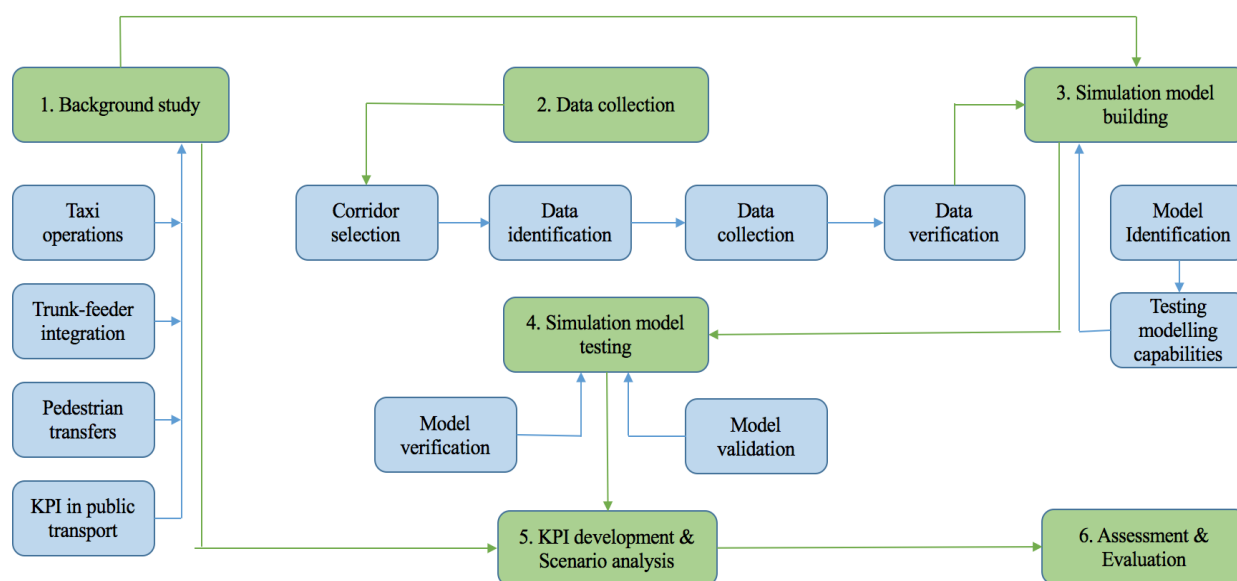 1. Background study
2. Data collection
3. Simulation model
building
Taxi
operations
Corridor
selection
Data
identification
Data
collection
Data
verification
Model
Identification
Trunk-feeder
integration
4. Simulation model
testing
Testing
modelling
capabilities
Pedestrian
transfers
Model
verification
Model
validation
KPI in public
transport
5. KPI development &
Scenario analysis
6. Assessment &
Evaluation